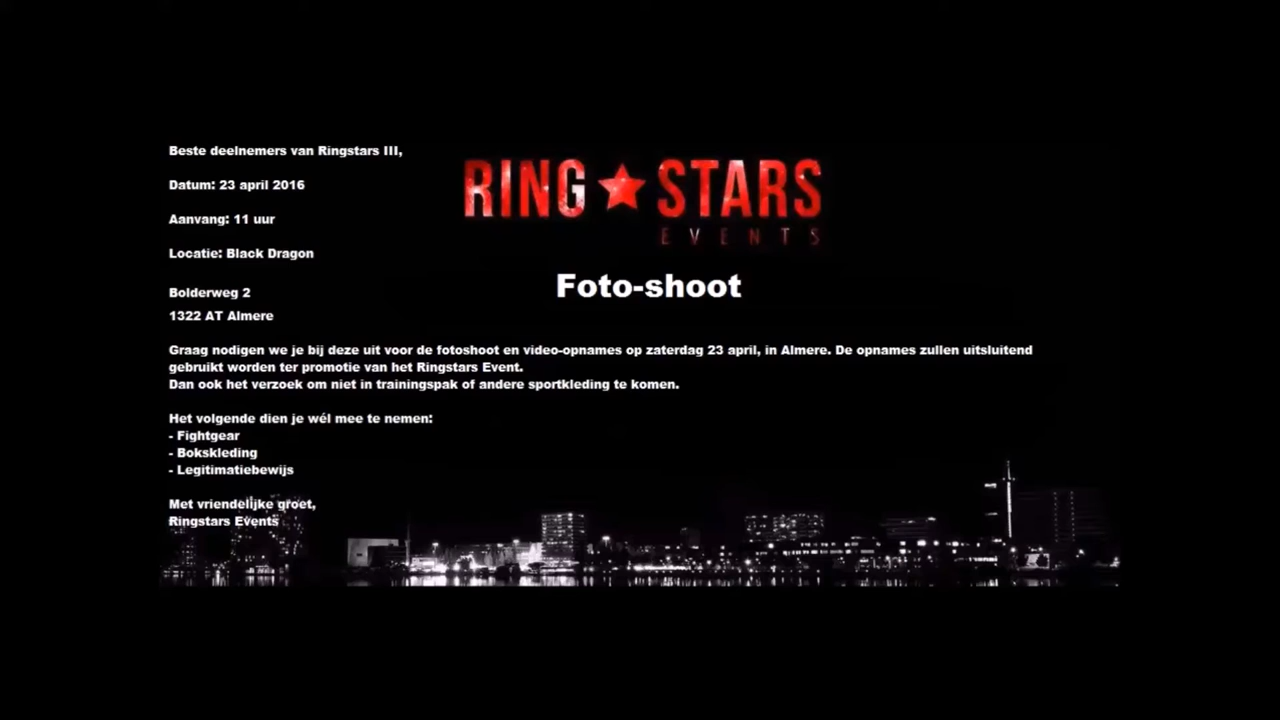 Beste deelnemers van Ringstars III,
RING★STARS
Datum: 23 april 2016
Aanvang: 11 uur
EVENTS
Locatie: Black Dragon
Foto-shoot
Bolderweg 2
1322 AT Almere
Graag nodigen we je bij deze uit voor de fotoshoot en video-opnames op zaterdag 23 april, in Almere. De opnames zullen uitsluitend
gebruikt worden ter promotie van het Ringstars Event.
Dan ook het verzoek om niet in trainingspak of andere sportkleding te komen.
Het volgende dien je wél mee te nemen:
- Fightgear
- Bokskleding
- Legitimatiebewijs
Met vriendelijke groet,
Ringstars Events